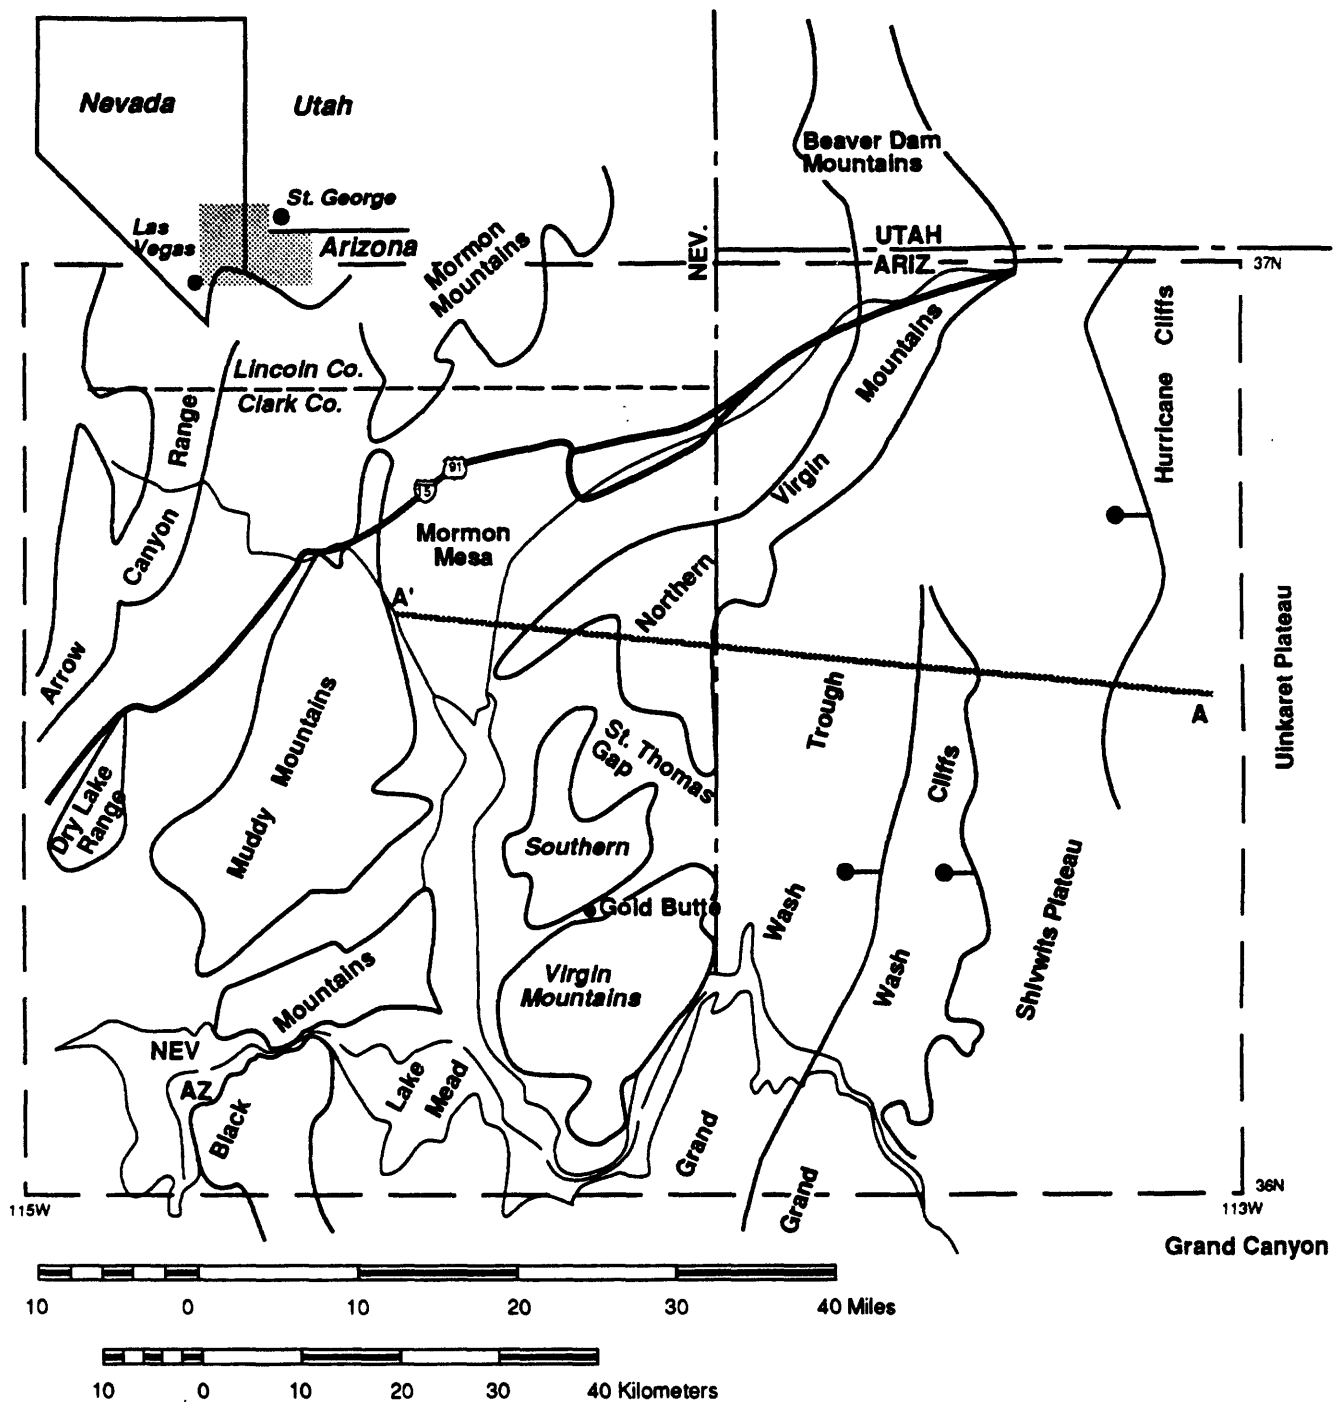 Nevada
Utah
St. George
Las
Vegas
Arizona
Mormon
Mountains
Beaver Dam
Mountains
NEV.
UTAH
ARIZ.
37N
Lincoln Co.
Clark Co.
Hurricane Cliffs
Arrow Canyon Range
91
15
Mormon
Mesa
Northern Virgin Mountains
A'
A
Uinkaret Plateau
Dry Lake
Range
Muddy Mountains
St. Thomas
Gap
Southern
Gold Butte
Virgin
Mountains
Grand Wash Trough
Grand Wash Cliffs
Shivwits Plateau
Black Mountains
NEV
AZ
Lake
Mead
36N
115W
113W
Grand Canyon
10 0 10 20 30 40 Miles
10 0 10 20 30 40 Kilometers